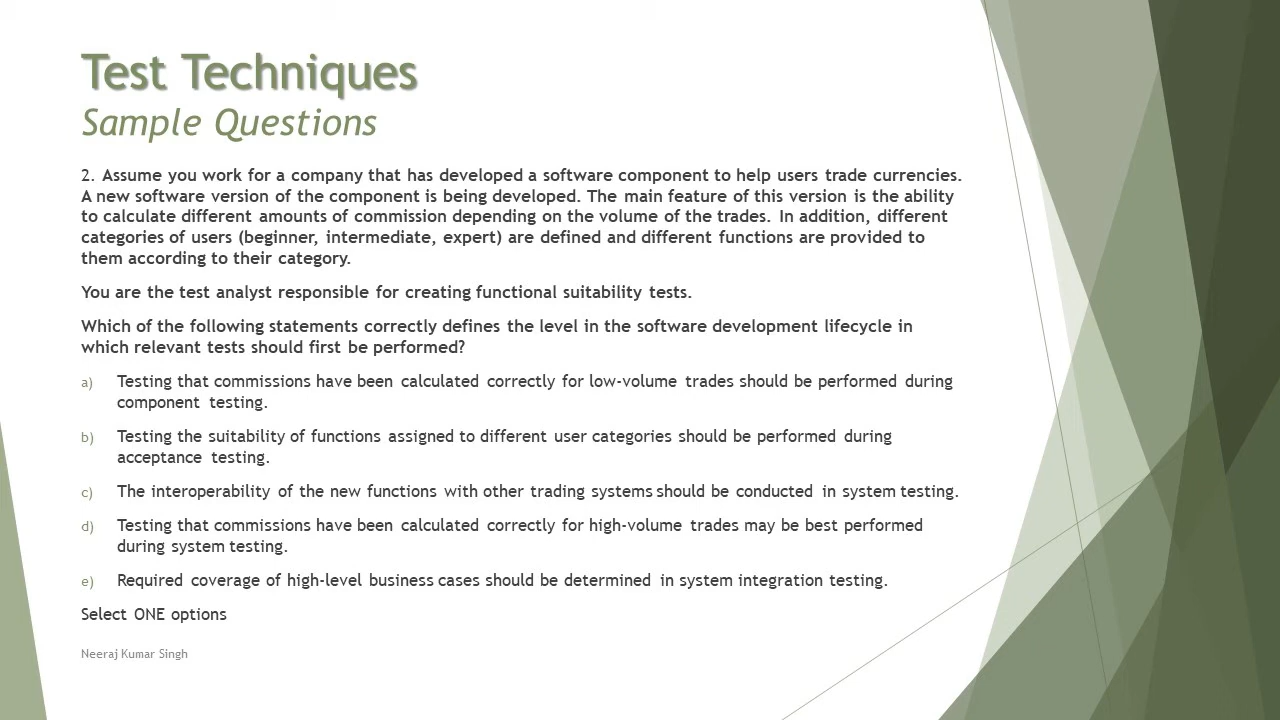 Test Techniques
Sample Questions
2. Assume you work for a company that has developed a software component to help users trade currencies.
A new software version of the component is being developed. The main feature of this version is the ability
to calculate different amounts of commission depending on the volume of the trades. In addition, different
categories of users (beginner, intermediate, expert) are defined and different functions are provided to
them according to their category.
You are the test analyst responsible for creating functional suitability tests.
Which of the following statements correctly defines the level in the software development lifecycle in
which relevant tests should first be performed?
a) Testing that commissions have been calculated correctly for low-volume trades should be performed during
component testing.
b) Testing the suitability of functions assigned to different user categories should be performed during
acceptance testing.
c) The interoperability of the new functions with other trading systems should be conducted in system testing.
d) Testing that commissions have been calculated correctly for high-volume trades may be best performed
during system testing.
e) Required coverage of high-level business cases should be determined in system integration testing.
Select ONE options
Neeraj Kumar Singh